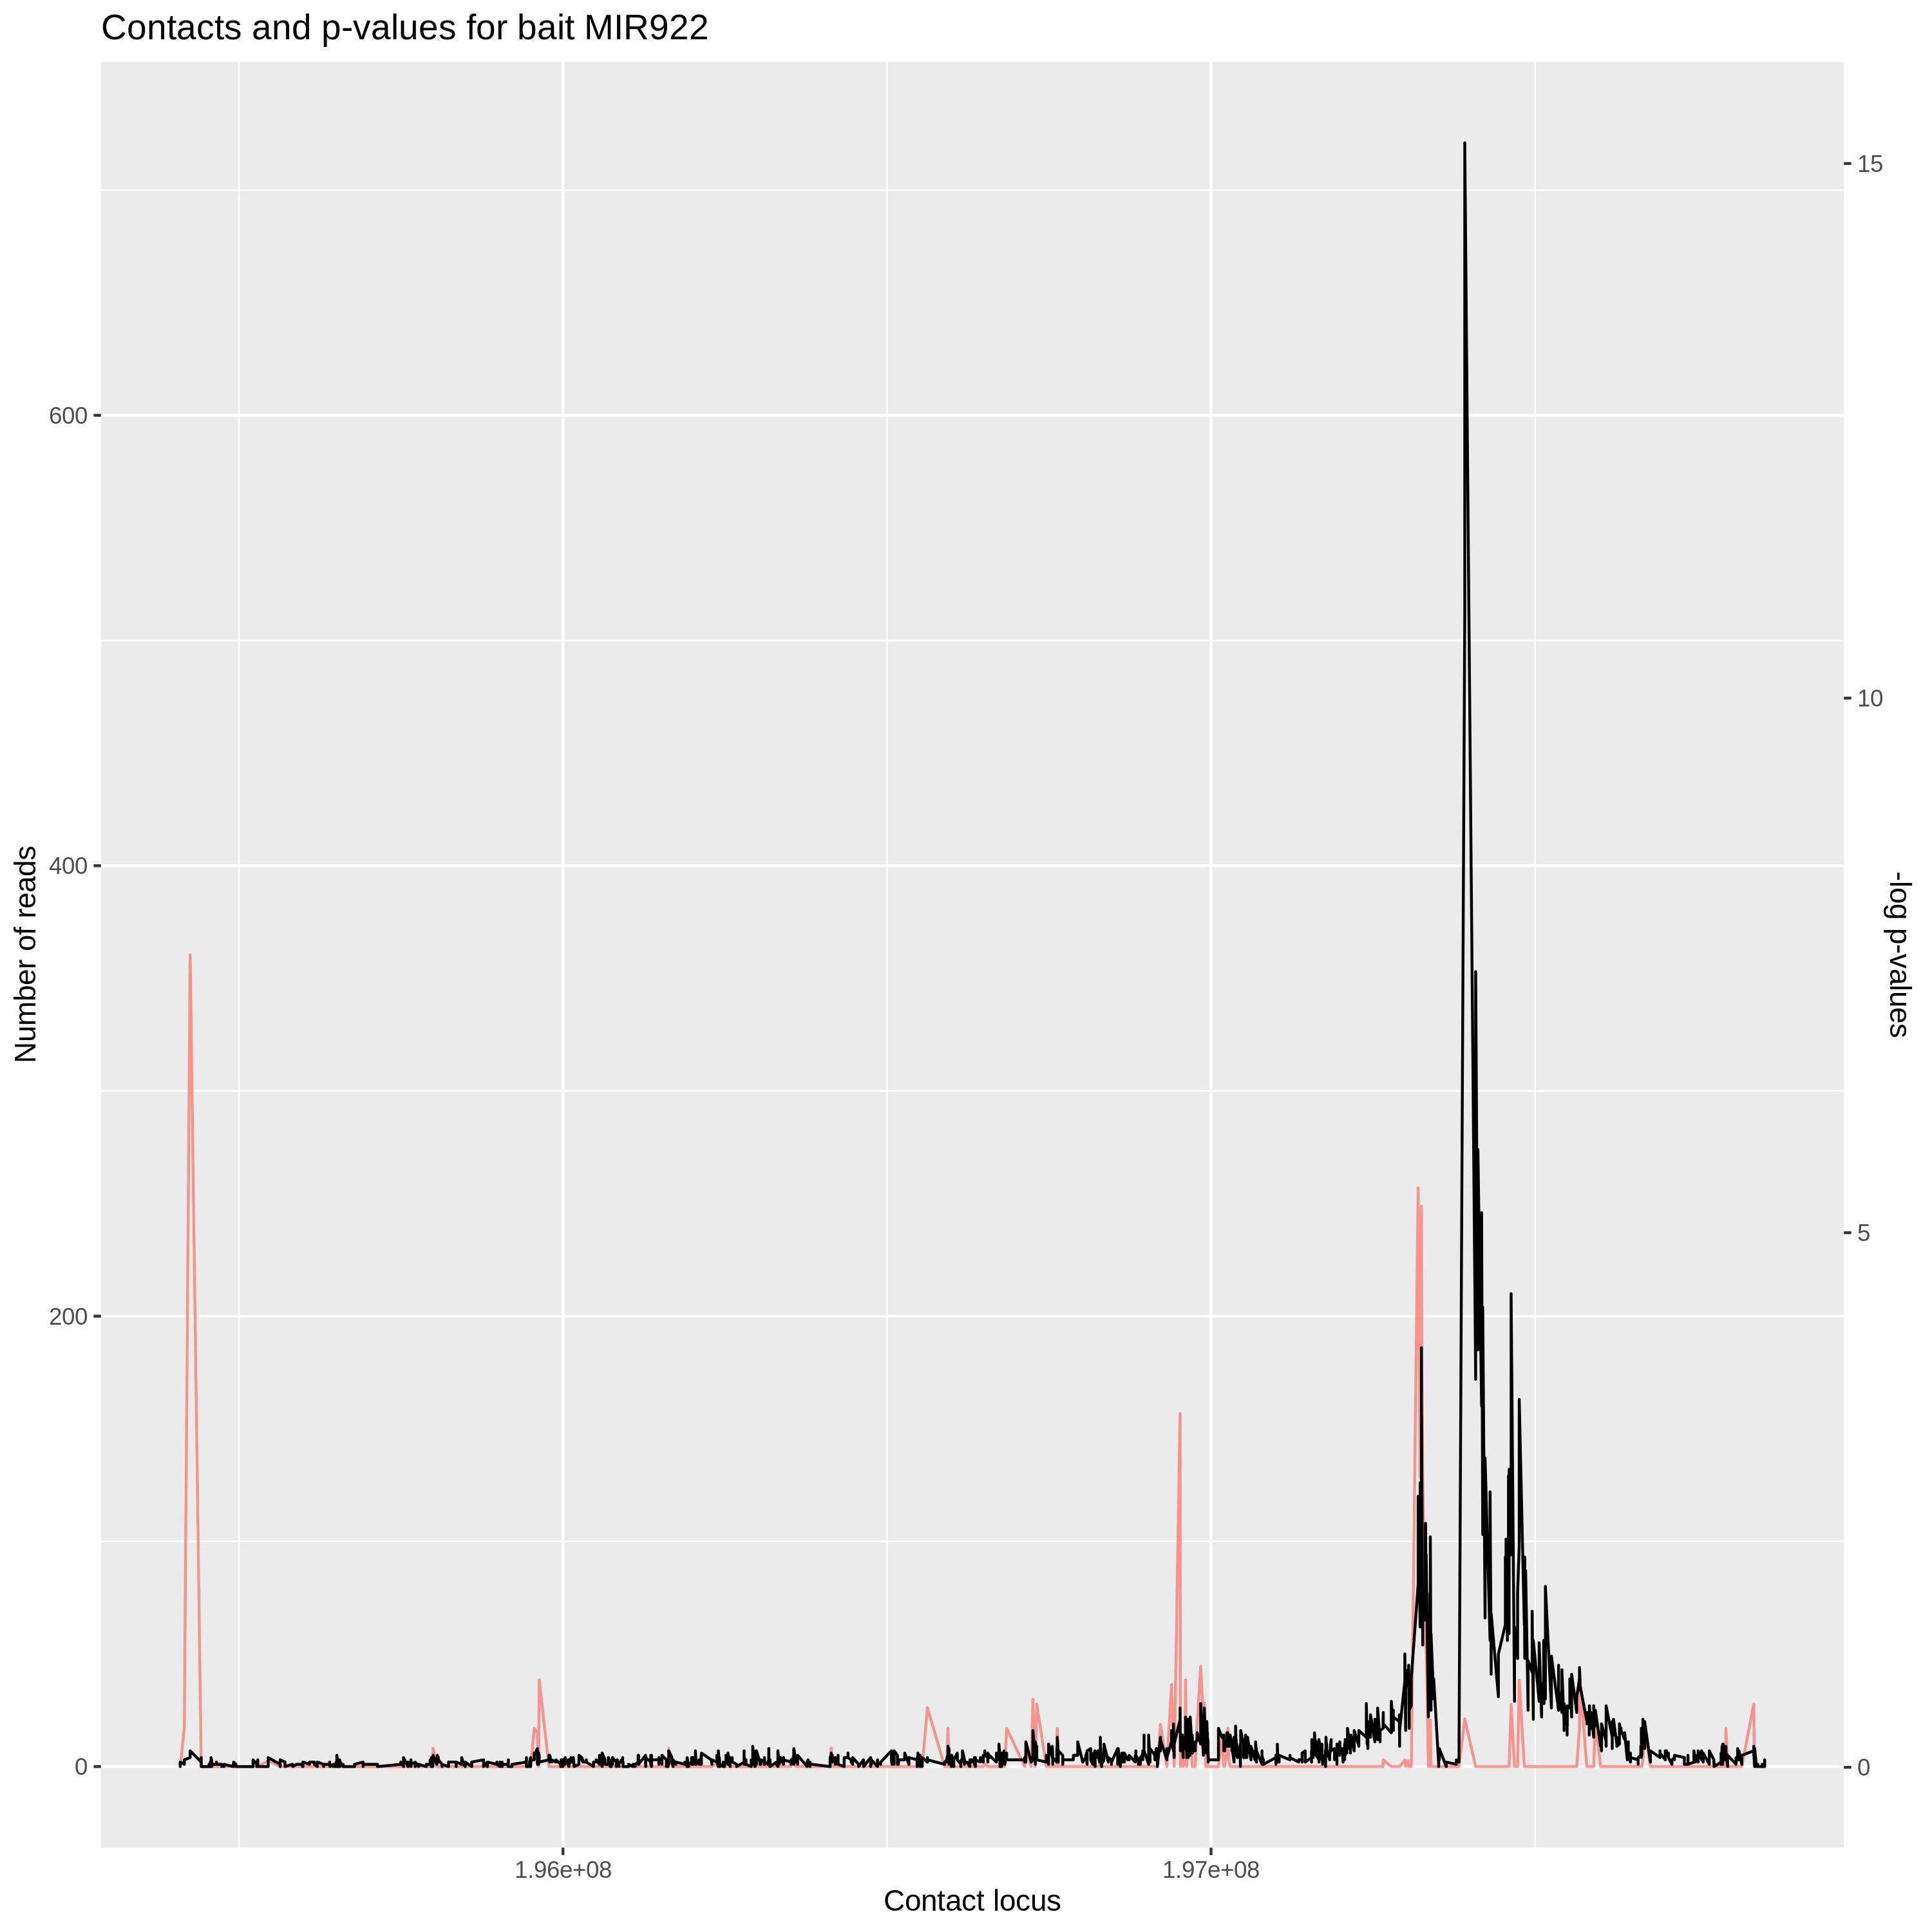 Contacts and p-values for bait MIR922
Number of reads
600
400
200
0
15
10
5
0
-log p-values
1.96e+08
1.97e+08
Contact locus